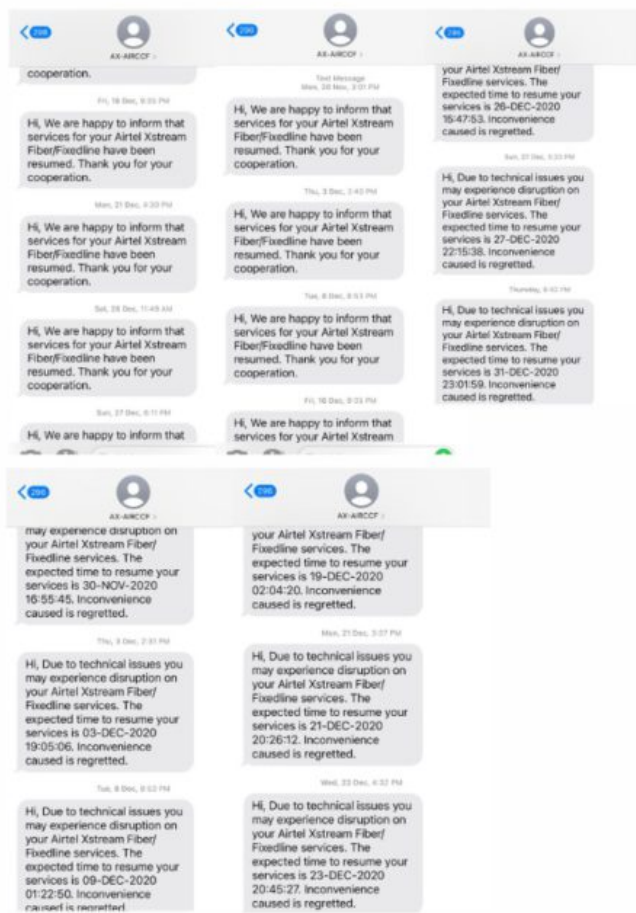 296
AX-AIRCCF >
cooperation.
Fri, 18 Dec, 9:33 PM
Hi, We are happy to inform that
services for your Airtel Xstream
Fiber/Fixedline have been
resumed. Thank you for your
cooperation.
Mon, 21 Dec, 4:30 PM
Hi, We are happy to inform that
services for your Airtel Xstream
Fiber/Fixedline have been
resumed. Thank you for your
cooperation.
Sat, 26 Dec, 11:49 AM
Hi, We are happy to inform that
services for your Airtel Xstream
Fiber/Fixedline have been
resumed. Thank you for your
cooperation.
Sun, 27 Dec, 6:11 PM
Hi, We are happy to inform that
296
AX-AIRCCF >
Text Message
Mon, 30 Nov, 3:01 PM
Hi, We are happy to inform that
services for your Airtel Xstream
Fiber/Fixedline have been
resumed. Thank you for your
cooperation.
Thu, 3 Dec, 3:43 PM
Hi, We are happy to inform that
services for your Airtel Xstream
Fiber/Fixedline have been
resumed. Thank you for your
cooperation.
Tue, 8 Dec, 8:53 PM
Hi, We are happy to inform that
services for your Airtel Xstream
Fiber/Fixedline have been
resumed. Thank you for your
cooperation.
Fri, 18 Dec, 9:33 PM
Hi, We are happy to inform that
services for your Airtel Xstream
296
AX-AIRCCF >
your Airtel Xstream Fiber/
Fixedline services. The
expected time to resume your
services is 26-DEC-2020
15:47:53. Inconvenience
caused is regretted.
Sun, 27 Dec, 5:33 PM
Hi, Due to technical issues you
may experience disruption on
your Airtel Xstream Fiber/
Fixedline services. The
expected time to resume your
services is 27-DEC-2020
22:15:38. Inconvenience
caused is regretted.
Thursday, 8:42 PM
Hi, Due to technical issues you
may experience disruption on
your Airtel Xstream Fiber/
Fixedline services. The
expected time to resume your
services is 31-DEC-2020
23:01:59. Inconvenience
caused is regretted.
296
AX-AIRCCF >
may experience disruption on
your Airtel Xstream Fiber/
Fixedline services. The
expected time to resume your
services is 30-NOV-2020
16:55:45. Inconvenience
caused is regretted.
Thu, 3 Dec, 2:31 PM
Hi, Due to technical issues you
may experience disruption on
your Airtel Xstream Fiber/
Fixedline services. The
expected time to resume your
services is 03-DEC-2020
19:05:06. Inconvenience
caused is regretted.
Tue, 8 Dec, 8:52 PM
Hi, Due to technical issues you
may experience disruption on
your Airtel Xstream Fiber/
Fixedline services. The
expected time to resume your
services is 09-DEC-2020
01:22:50. Inconvenience
caused is regretted.
296
AX-AIRCCF >
your Airtel Xstream Fiber/
Fixedline services. The
expected time to resume your
services is 19-DEC-2020
02:04:20. Inconvenience
caused is regretted.
Mon, 21 Dec, 3:07 PM
Hi, Due to technical issues you
may experience disruption on
your Airtel Xstream Fiber/
Fixedline services. The
expected time to resume your
services is 21-DEC-2020
20:26:12. Inconvenience
caused is regretted.
Wed, 23 Dec, 4:32 PM
Hi, Due to technical issues you
may experience disruption on
your Airtel Xstream Fiber/
Fixedline services. The
expected time to resume your
services is 23-DEC-2020
20:45:27. Inconvenience
caused is regretted.